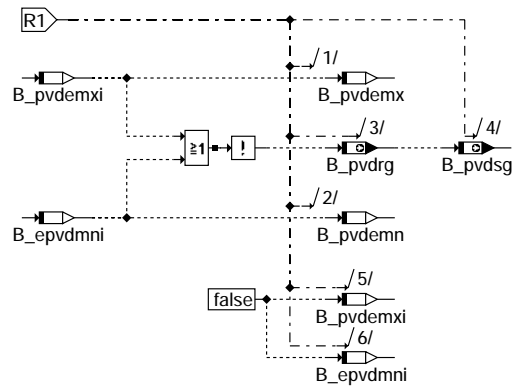 R1
1/
B_pvdemxi
B_pvdemx
3/
4/
≥1
!
B_pvdrg
B_pvdsg
2/
B_epvdmni
B_pvdemn
5/
false
B_pvdemxi
6/
B_epvdmni